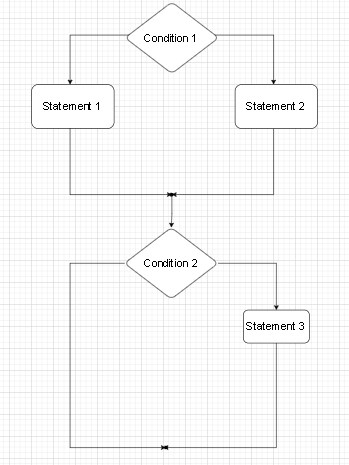 Condition 1
Statement 1
Statement 2
Condition 2
Statement 3